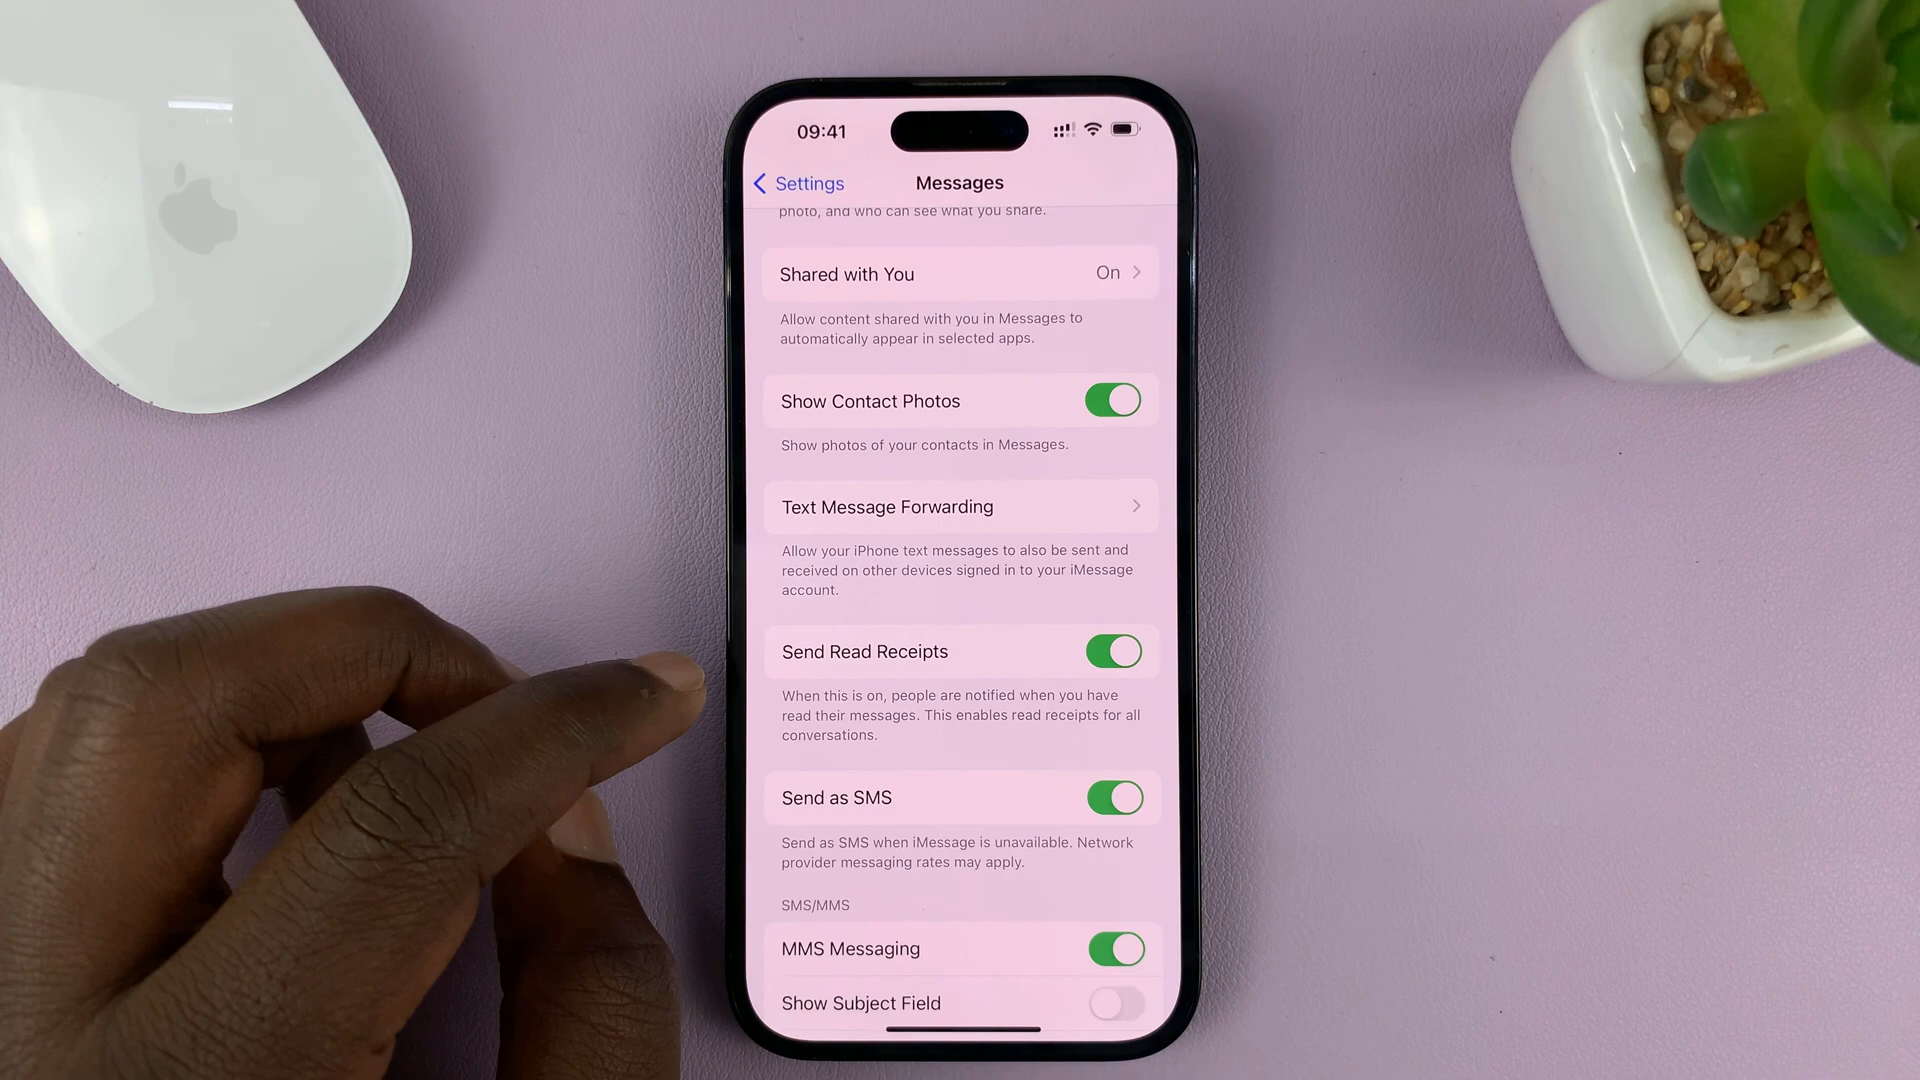 09:41
Settings
Messages
photo, and who can see what you share.
Shared with You
On
Allow content shared with you in Messages to
automatically appear in selected apps.
Show Contact Photos
Show photos of your contacts in Messages.
Text Message Forwarding
Allow your iPhone text messages to also be sent and
received on other devices signed in to your iMessage
account.
Send Read Receipts
When this is on, people are notified when you have
read their messages. This enables read receipts for all
conversations.
Send as SMS
Send as SMS when iMessage is unavailable. Network
provider messaging rates may apply.
SMS/MMS
MMS Messaging
Show Subject Field